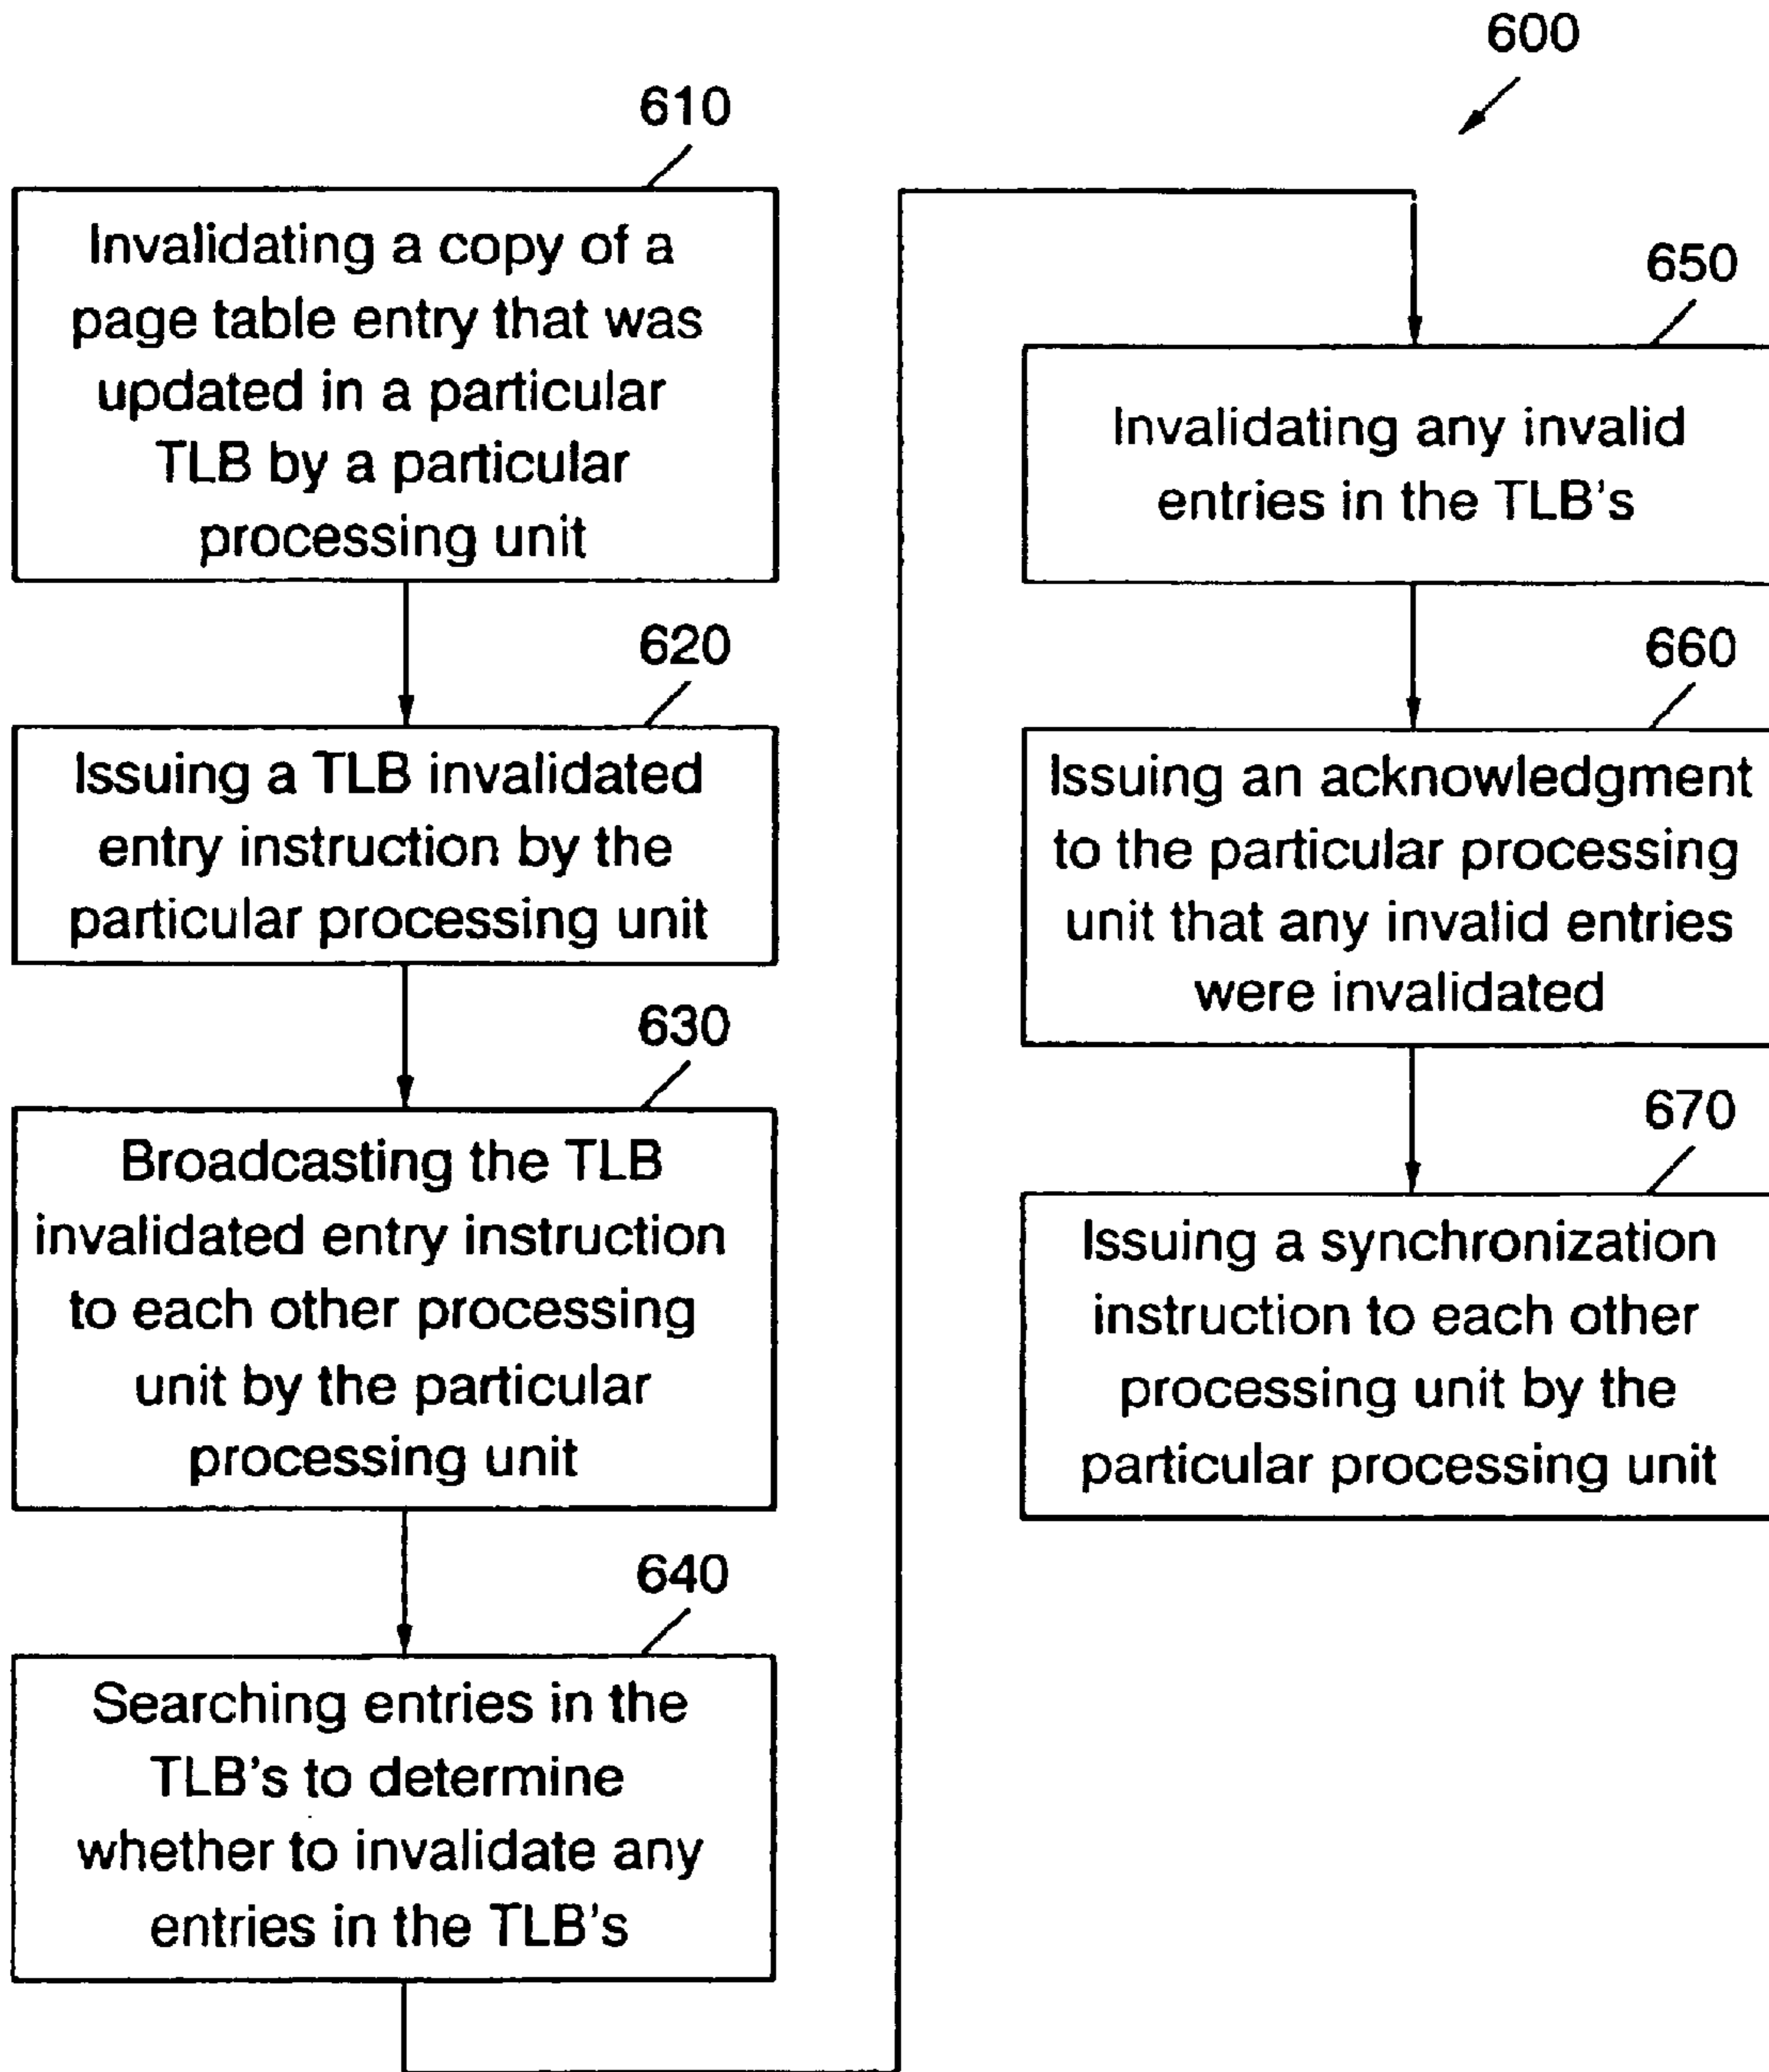 600
610
Invalidating a copy of a
page table entry that was
updated in a particular
TLB by a particular
processing unit
620
Issuing a TLB invalidated
entry instruction by the
particular processing unit
630
Broadcasting the TLB
invalidated entry instruction
to each other processing
unit by the particular
processing unit
640
Searching entries in the
TLB's to determine
whether to invalidate any
entries in the TLB's
650
Invalidating any invalid
entries in the TLB's
660
Issuing an acknowledgment
to the particular processing
unit that any invalid entries
were invalidated
670
Issuing a synchronization
instruction to each other
processing unit by the
particular processing unit